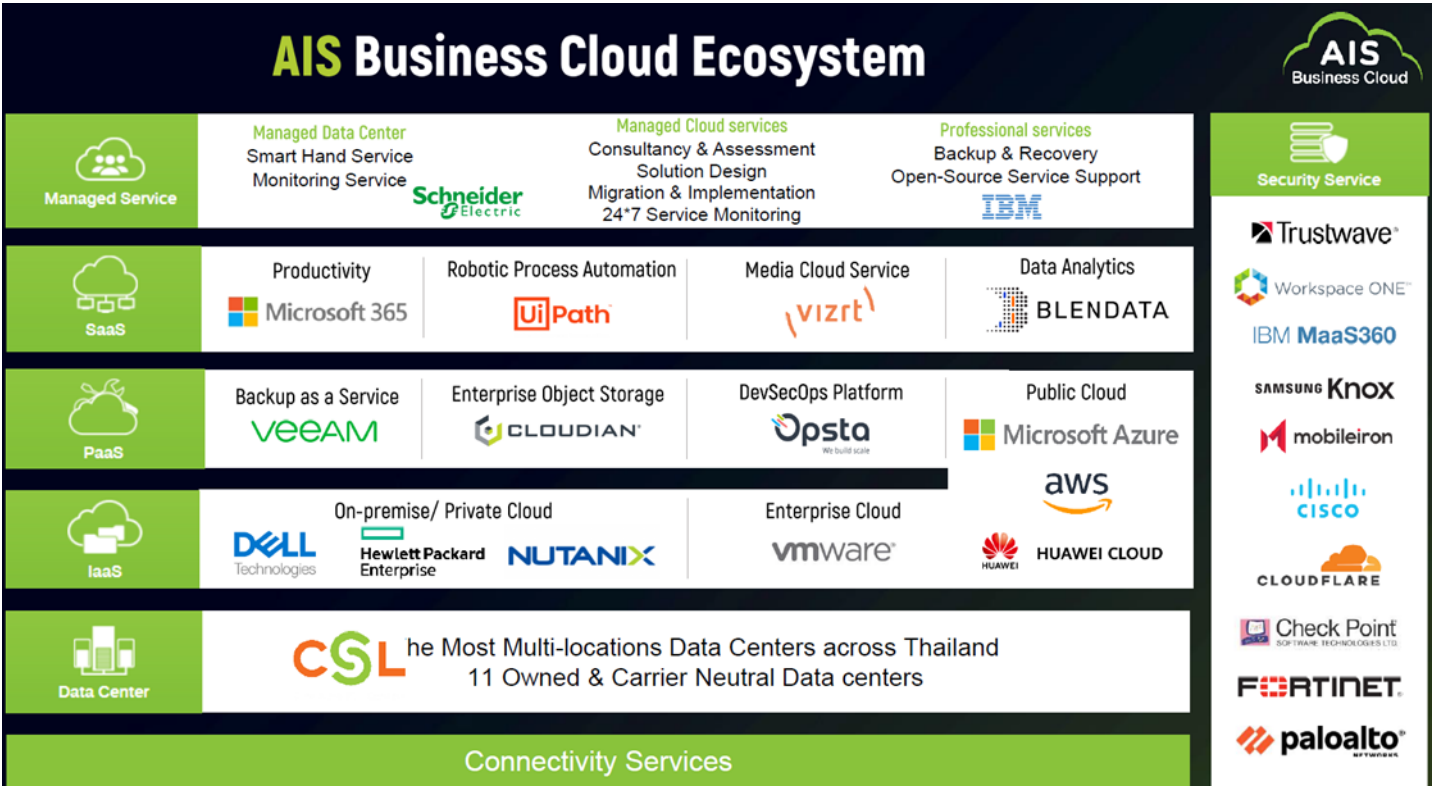 AIS Business Cloud Ecosystem
AIS
Business Cloud
Managed Service
Managed Data Center
Smart Hand Service
Monitoring Service
Schneider
Electric
Managed Cloud services
Consultancy & Assessment
Solution Design
Migration & Implementation
24*7 Service Monitoring
Professional services
Backup & Recovery
Open-Source Service Support
IBM
SaaS
Productivity
Microsoft 365
Robotic Process Automation
UiPath
Media Cloud Service
vizrt
Data Analytics
BLENDATA
PaaS
Backup as a Service
veeAM
Enterprise Object Storage
CLOUDIAN
DevSecOps Platform
Opsta
We build scale
Public Cloud
Microsoft Azure
aws
HUAWEI
HUAWEI CLOUD
IaaS
On-premise/ Private Cloud
DELL
Technologies
Hewlett Packard
Enterprise
NUTANIX
Enterprise Cloud
vmware®
Data Center
CSL
he Most Multi-locations Data Centers across Thailand
11 Owned & Carrier Neutral Data centers
Connectivity Services
Security Service
Trustwave®
Workspace ONE™
IBM MaaS360
SAMSUNG Knox
mobileiron
CISCO
CLOUDFLARE
Check Point
SOFTWARE TECHNOLOGIES LTD.
FORTINET
paloalto®
NETWORKS